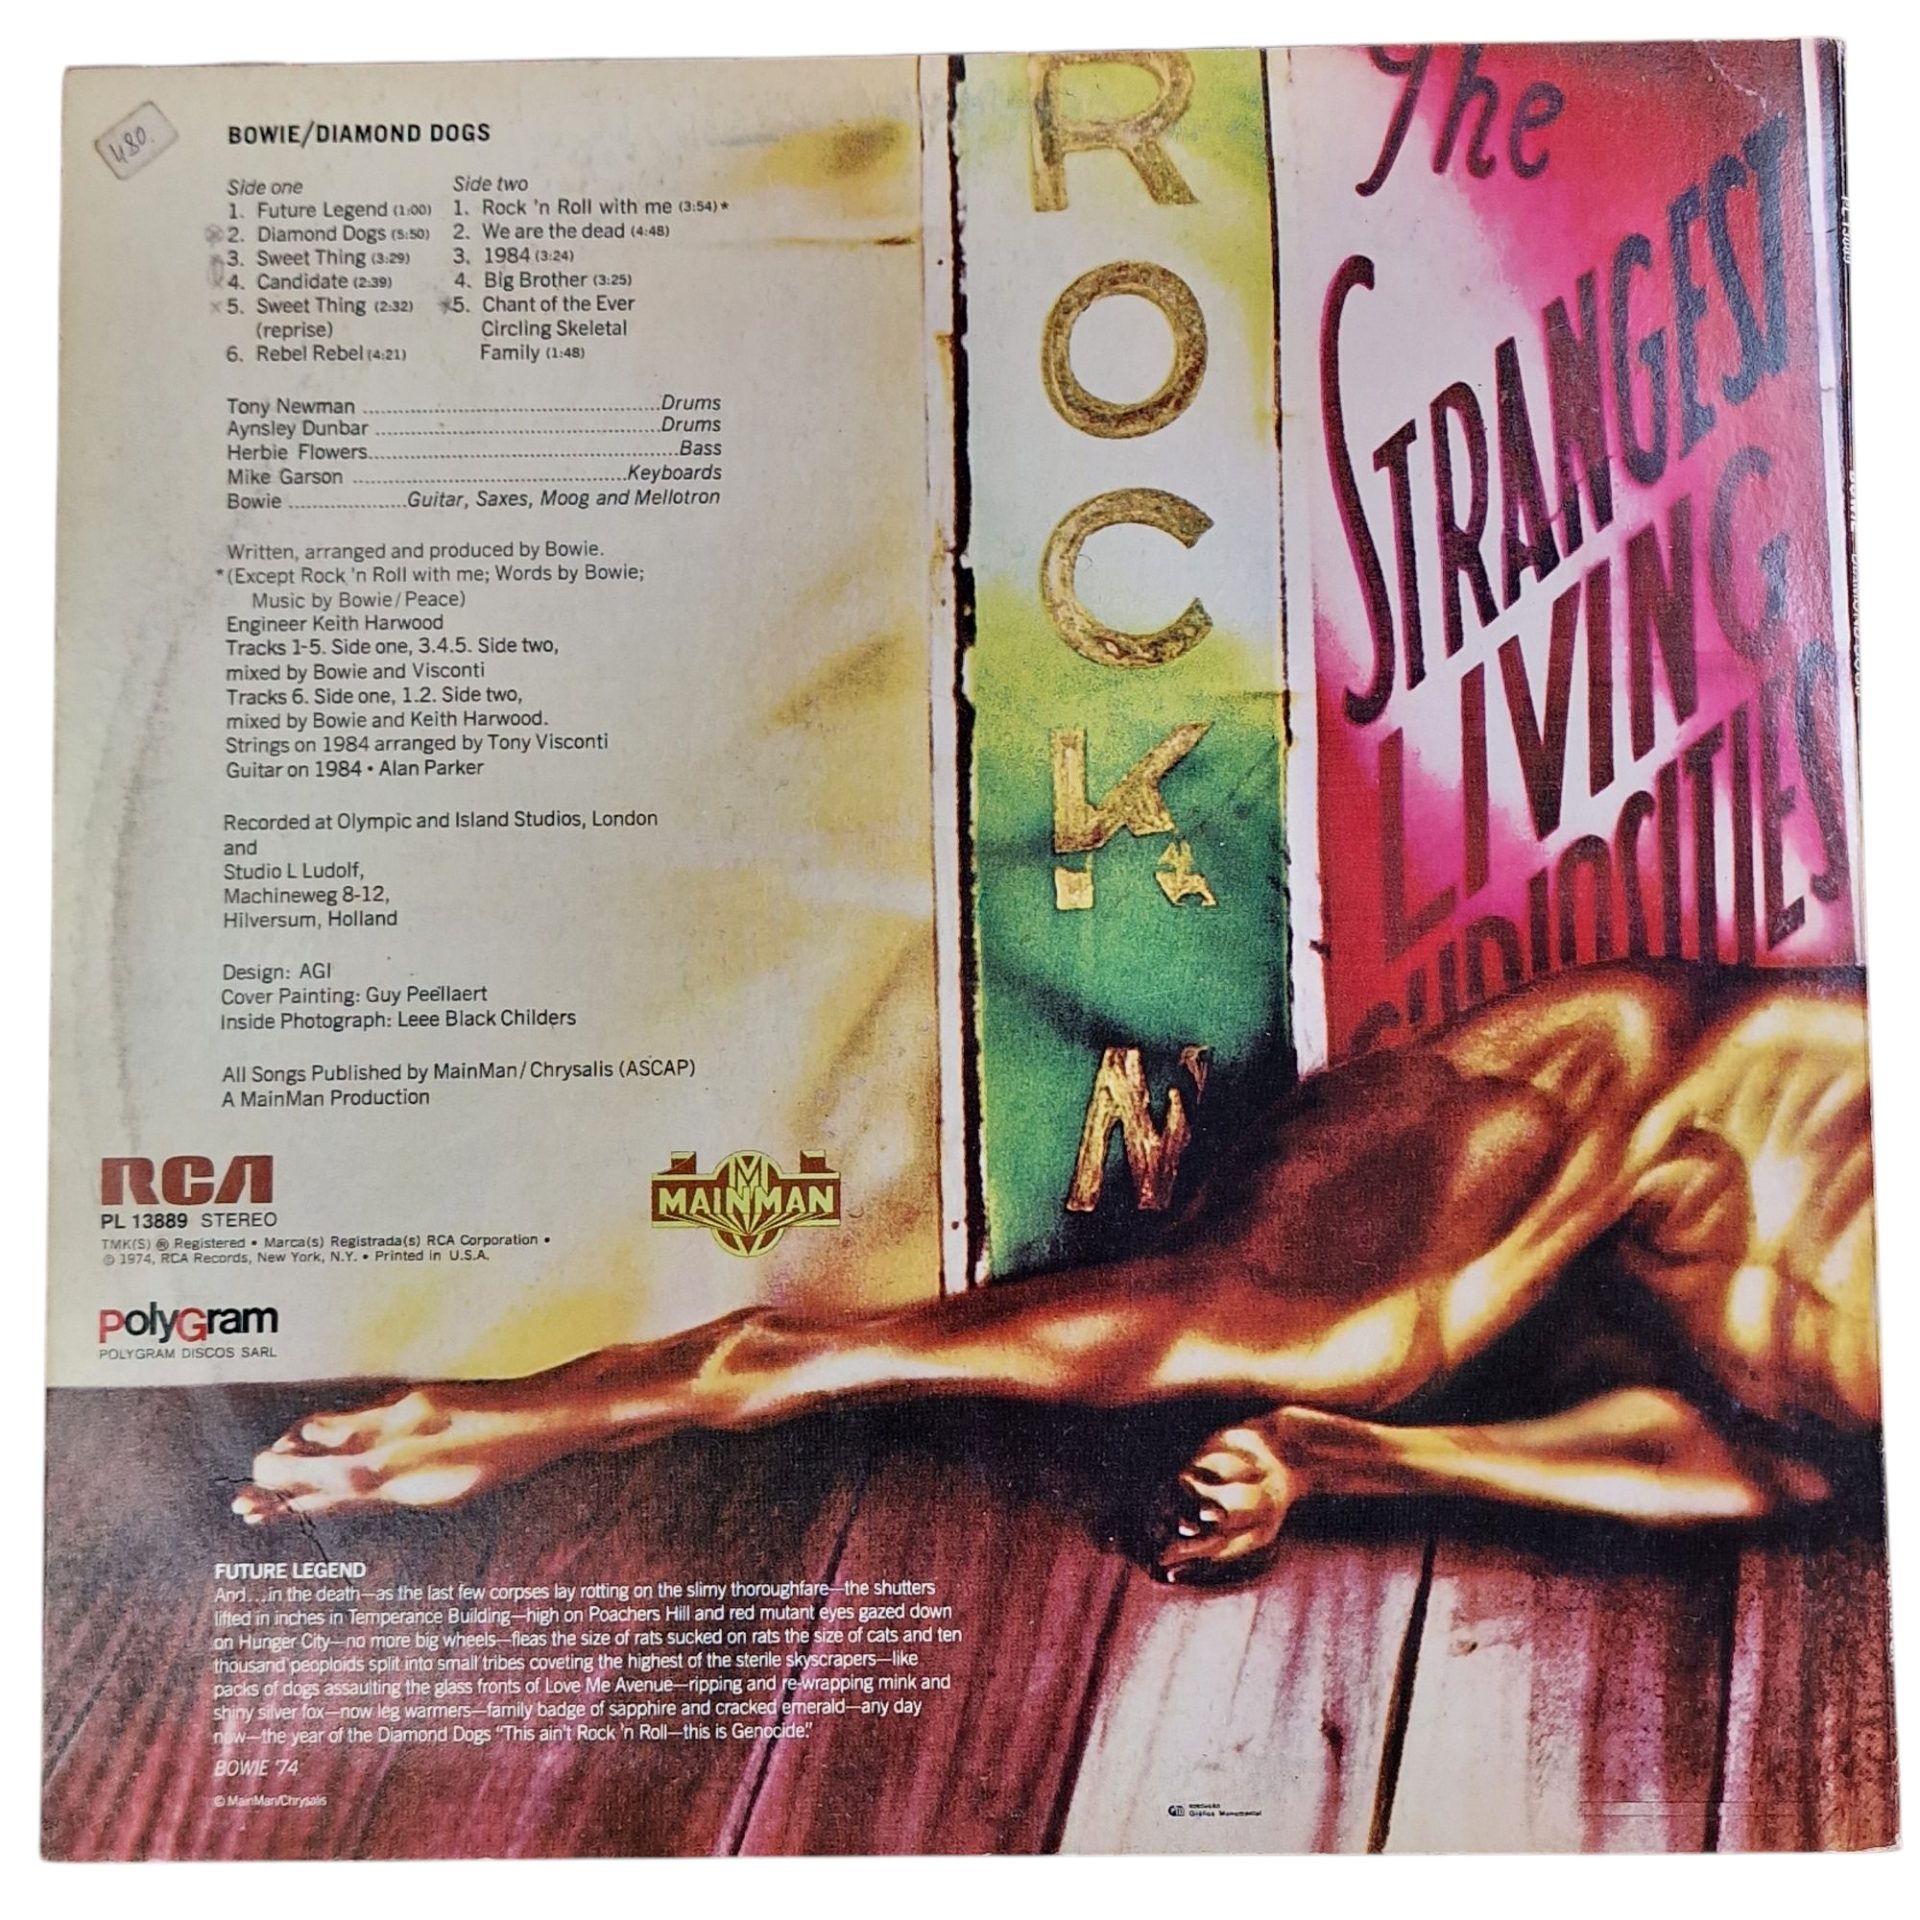 480.
BOWIE/DIAMOND DOGS
Side one
1. Future Legend (1:00)
2. Diamond Dogs (5:50)
3. Sweet Thing (3:29)
4. Candidate (2:39)
5. Sweet Thing (2:32)
(reprise)
6. Rebel Rebel (4:21)
Side two
1. Rock 'n Roll with me (3:54)*
2. We are the dead (4:48)
3. 1984 (3:24)
4. Big Brother (3:25)
5. Chant of the Ever
Circling Skeletal
Family (1:48)
Tony Newman ........................................Drums
Aynsley Dunbar ......................................Drums
Herbie Flowers.........................................Bass
Mike Garson .....................................Keyboards
Bowie ................Guitar, Saxes, Moog and Mellotron
Written, arranged and produced by Bowie.
*(Except Rock 'n Roll with me; Words by Bowie;
Music by Bowie/Peace)
Engineer Keith Harwood
Tracks 1-5. Side one, 3.4.5. Side two,
mixed by Bowie and Visconti
Tracks 6. Side one, 1.2. Side two,
mixed by Bowie and Keith Harwood.
Strings on 1984 arranged by Tony Visconti
Guitar on 1984 • Alan Parker
Recorded at Olympic and Island Studios, London
and
Studio L Ludolf,
Machineweg 8-12,
Hilversum, Holland
Design: AGI
Cover Painting: Guy Peellaert
Inside Photograph: Leee Black Childers
All Songs Published by MainMan/Chrysalis (ASCAP)
A MainMan Production
RCA
PL 13889 STEREO
TMK(S) ® Registered • Marca(s) Registrada(s) RCA Corporation •
© 1974, RCA Records, New York, N.Y. • Printed in U.S.A.
M
MAINMAN
PolyGram
POLYGRAM DISCOS SARL
ROCK
N
The
STRANGEST
LIVING
CURIOSITIES
FUTURE LEGEND
And...in the death—as the last few corpses lay rotting on the slimy thoroughfare—the shutters
lifted in inches in Temperance Building—high on Poachers Hill and red mutant eyes gazed down
on Hunger City—no more big wheels—fleas the size of rats sucked on rats the size of cats and ten
thousand peoploids split into small tribes coveting the highest of the sterile skyscrapers—like
packs of dogs assaulting the glass fronts of Love Me Avenue—ripping and re-wrapping mink and
shiny silver fox—now leg warmers—family badge of sapphire and cracked emerald—any day
now—the year of the Diamond Dogs "This ain't Rock 'n Roll—this is Genocide."
BOWIE '74
© MainMan/Chrysalis
Gráfica Monumental